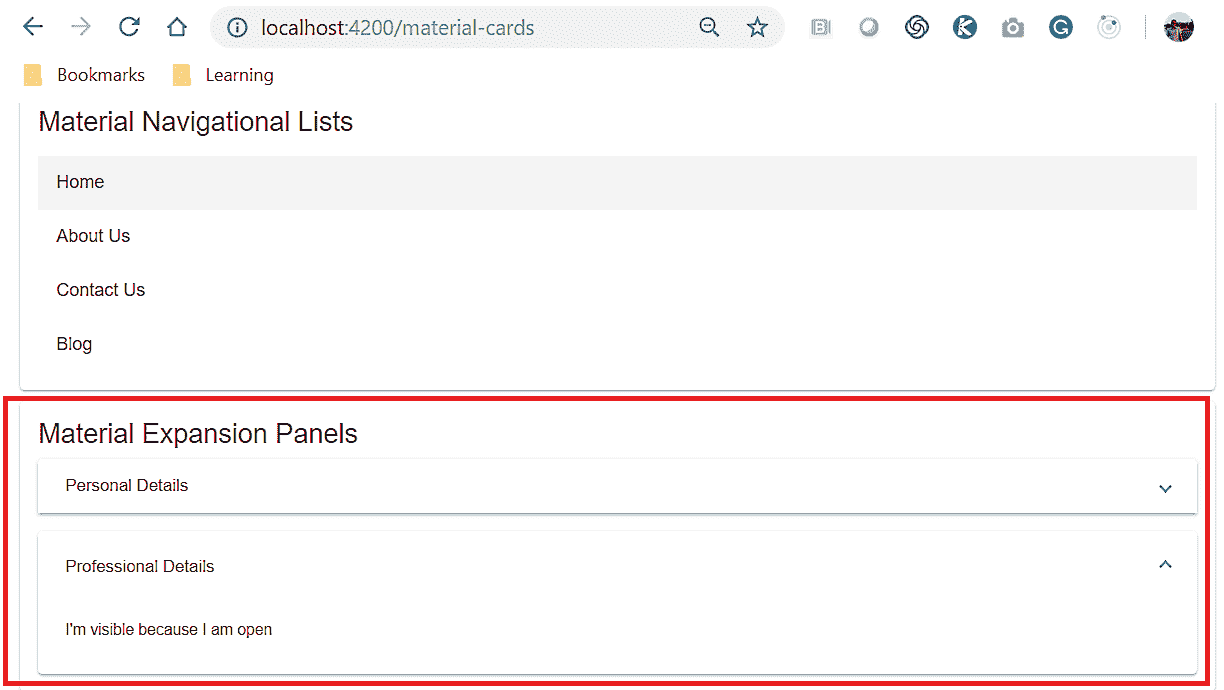 localhost:4200/material-cards
Bookmarks Learning
Material Navigational Lists
Home
About Us
Contact Us
Blog
Material Expansion Panels
Personal Details
Professional Details
I'm visible because I am open